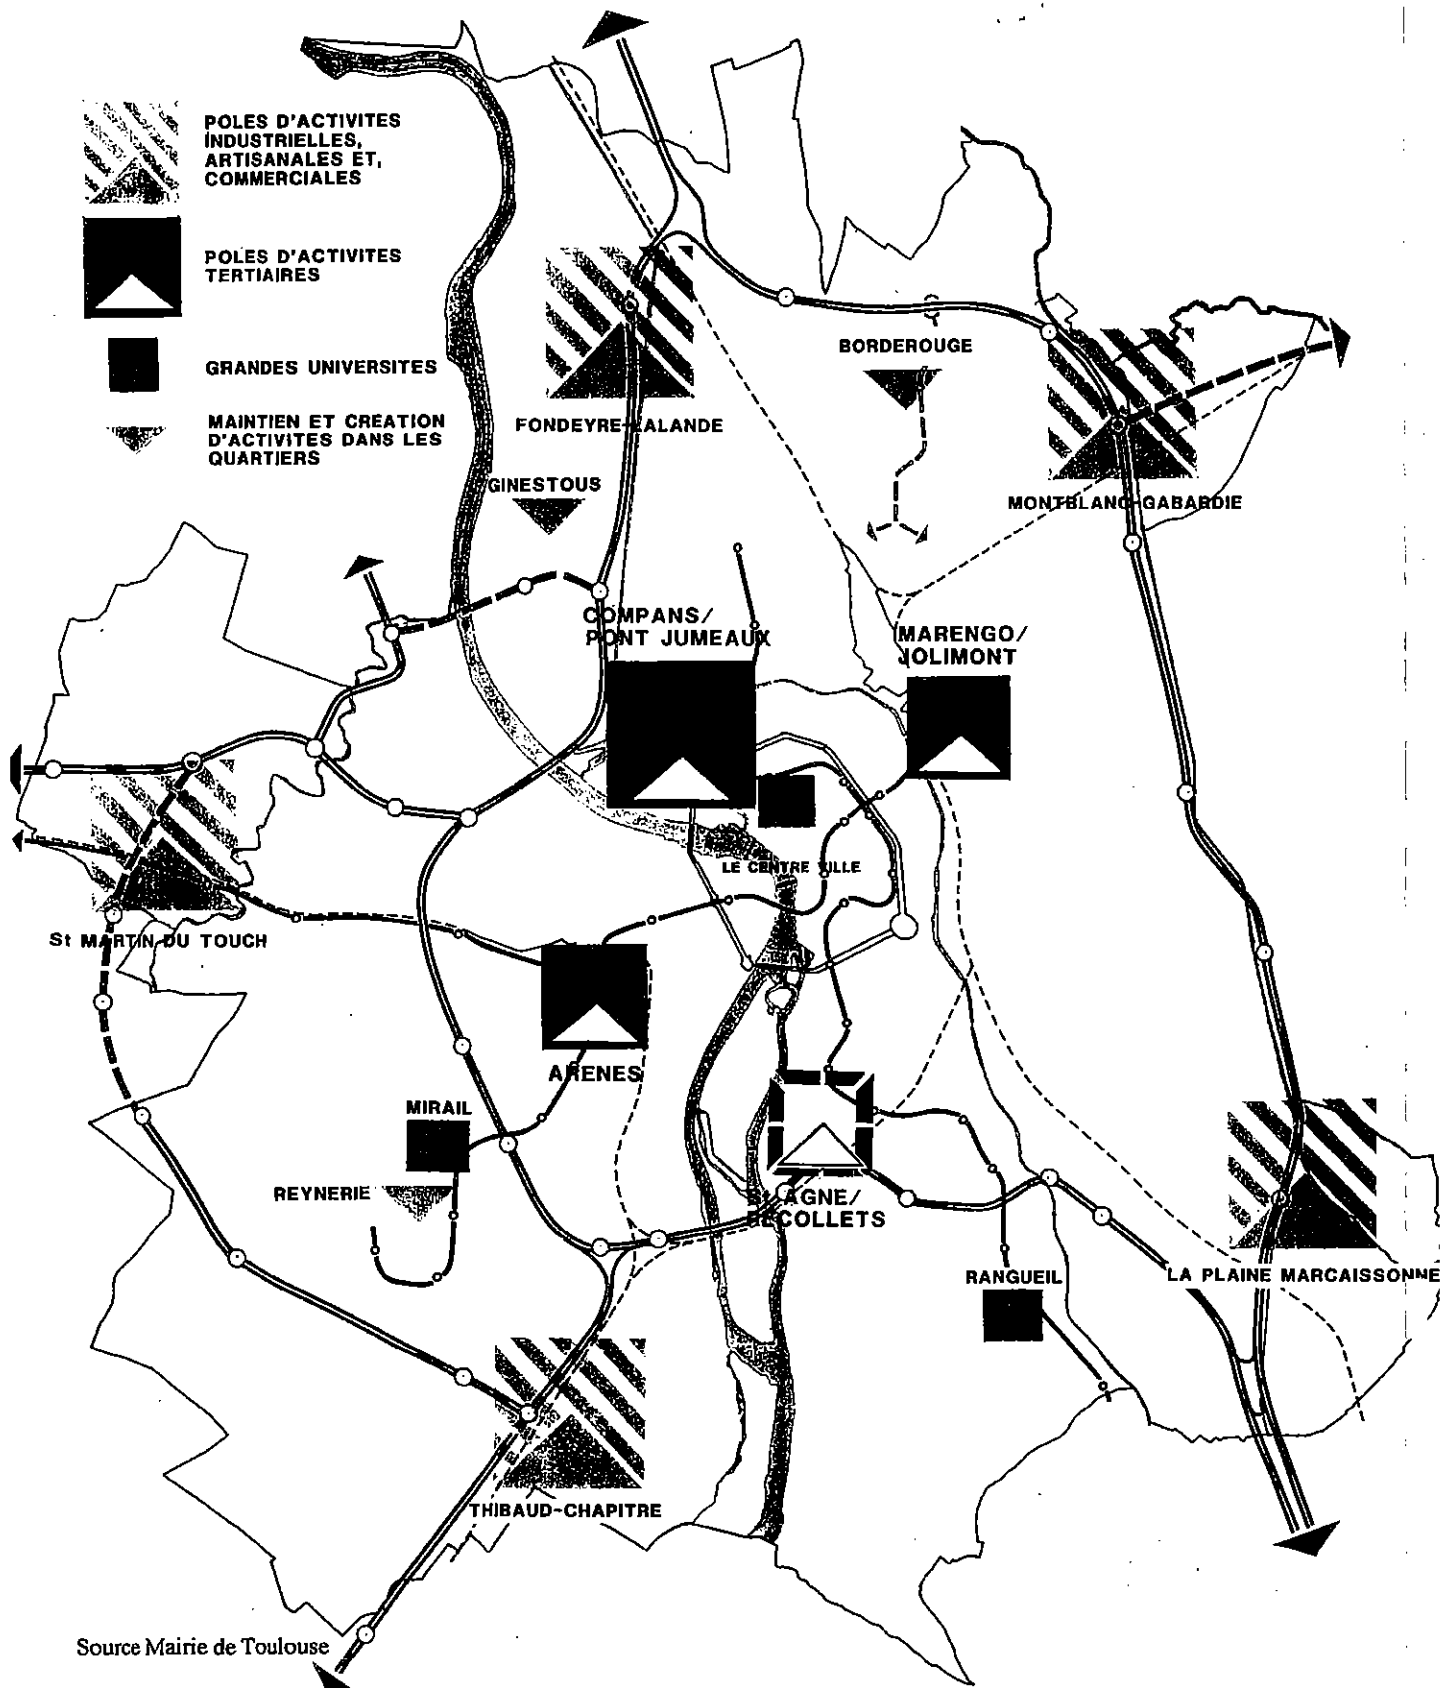 POLES D'ACTIVITES
INDUSTRIELLES,
ARTISANALES ET,
COMMERCIALES
POLES D'ACTIVITES
TERTIAIRES
GRANDES UNIVERSITES
MAINTIEN ET CREATION
D'ACTIVITES DANS LES
QUARTIERS
BORDEROUGE
FONDEYRE-LALANDE
GINESTOUS
MONTBLANC-GABARDIE
COMPANS/
PONT JUMEAUX
MARENGO/
JOLIMONT
LE CENTRE VILLE
St MARTIN DU TOUCH
ARENES
MIRAIL
REYNERIE
St AGNE/
RECOLLETS
RANGUEIL
LA PLAINE MARCAISSONNE
THIBAUD-CHAPITRE
Source Mairie de Toulouse